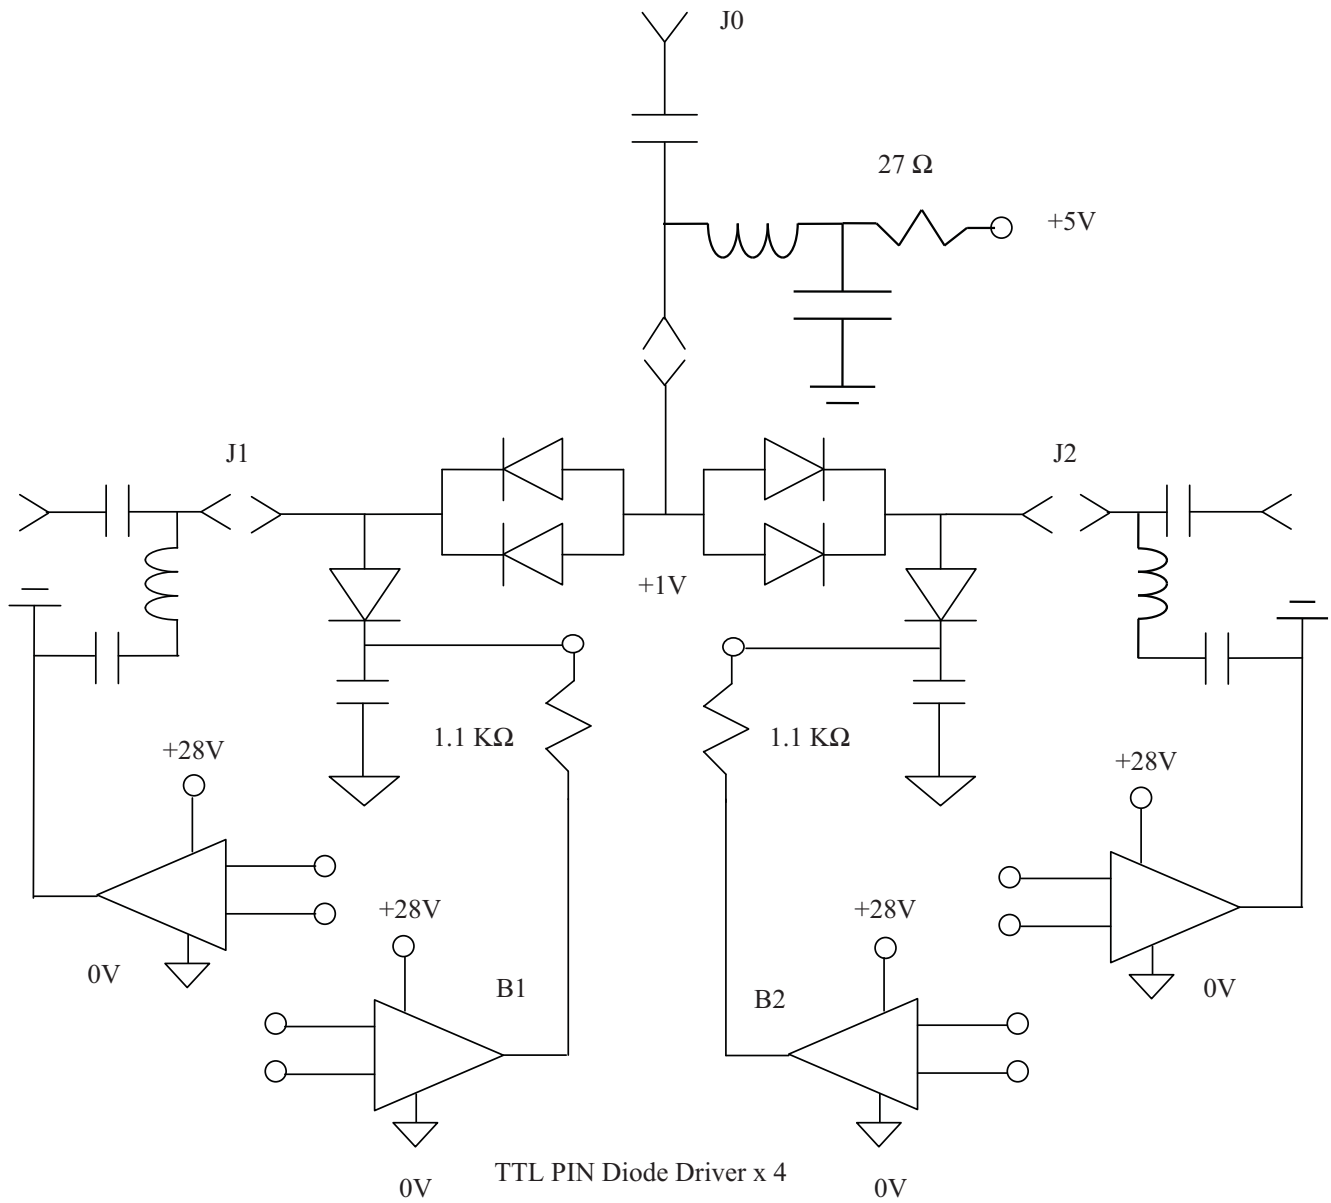 J0
27 Ω
+5V
J1
J2
+1V
1.1 KΩ
1.1 KΩ
+28V
+28V
+28V
+28V
0V
B1
B2
0V
TTL PIN Diode Driver x 4
0V
0V